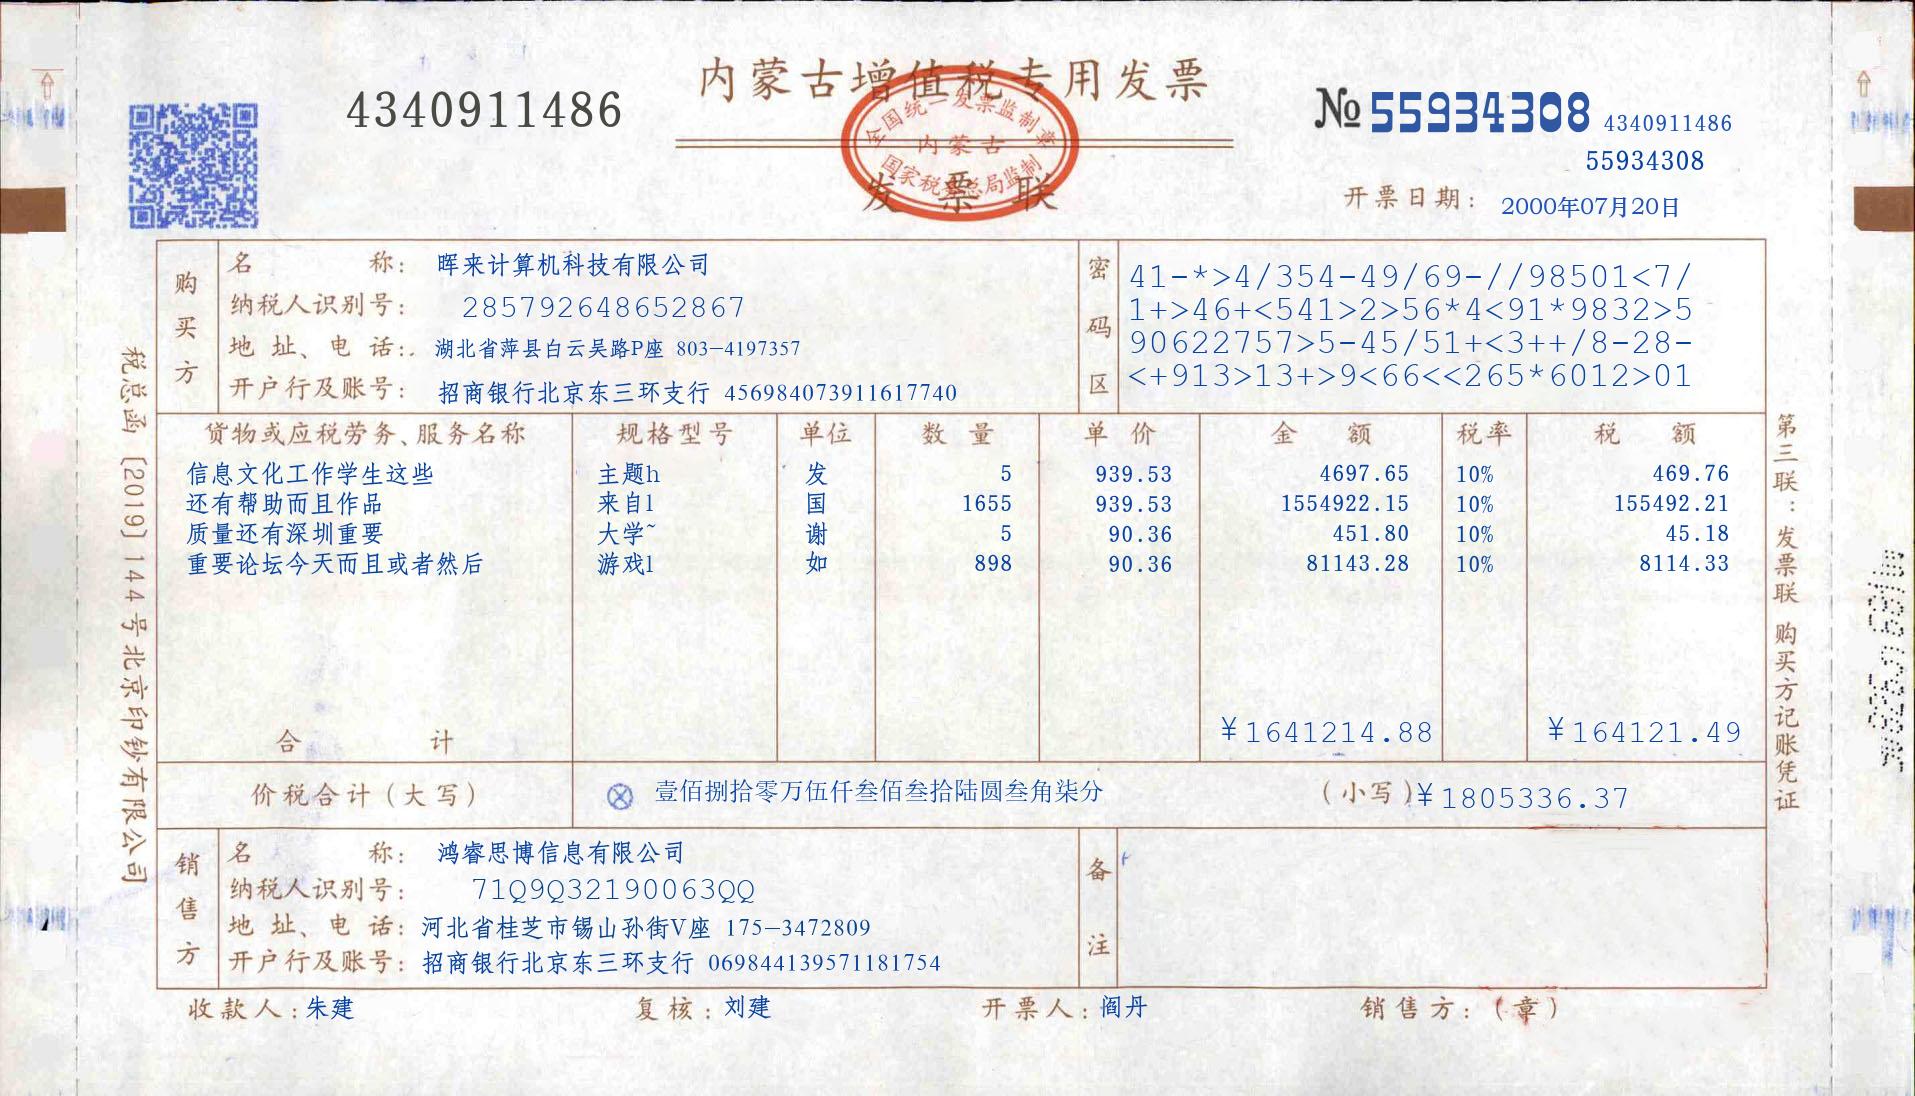 内蒙古增值税专用发票
4340911486
№ 55934308 4340911486
55934308
全国统一发票监制章
内蒙古
国家税务总局监制
发票联
开票日期: 2000年07月20日
购买方
名称: 晖来计算机科技有限公司
纳税人识别号: 285792648652867
地址、电话: 湖北省萍县白云吴路P座 803-4197357
开户行及账号: 招商银行北京东三环支行 456984073911617740
密码区
41-*>4/354-49/69-//98501<7/
1+>46+<541>2>56*4<91*9832>5
90622757>5-45/51+<3++/8-28-
<+913>13+>9<66<<265*6012>01
货物或应税劳务、服务名称 规格型号 单位 数量 单价 金额 税率 税额
信息文化工作学生这些 主题h 发 5 939.53 4697.65 10% 469.76
还有帮助而且作品 来自l 国 1655 939.53 1554922.15 10% 155492.21
质量还有深圳重要 大学~ 谢 5 90.36 451.80 10% 45.18
重要论坛今天而且或者然后 游戏l 如 898 90.36 81143.28 10% 8114.33
合计 ¥1641214.88 ¥164121.49
价税合计(大写) 壹佰捌拾零万伍仟叁佰叁拾陆圆叁角柒分 (小写)¥1805336.37
销售方
名称: 鸿睿思博信息有限公司
纳税人识别号: 71Q9Q32190063QQ
地址、电话: 河北省桂芝市锡山孙街V座 175-3472809
开户行及账号: 招商银行北京东三环支行 069844139571181754
备注
收款人: 朱建 复核: 刘建 开票人: 阎丹 销售方: (章)
税总函〔2019〕144号北京印钞有限公司
第三联: 发票联 购买方记账凭证